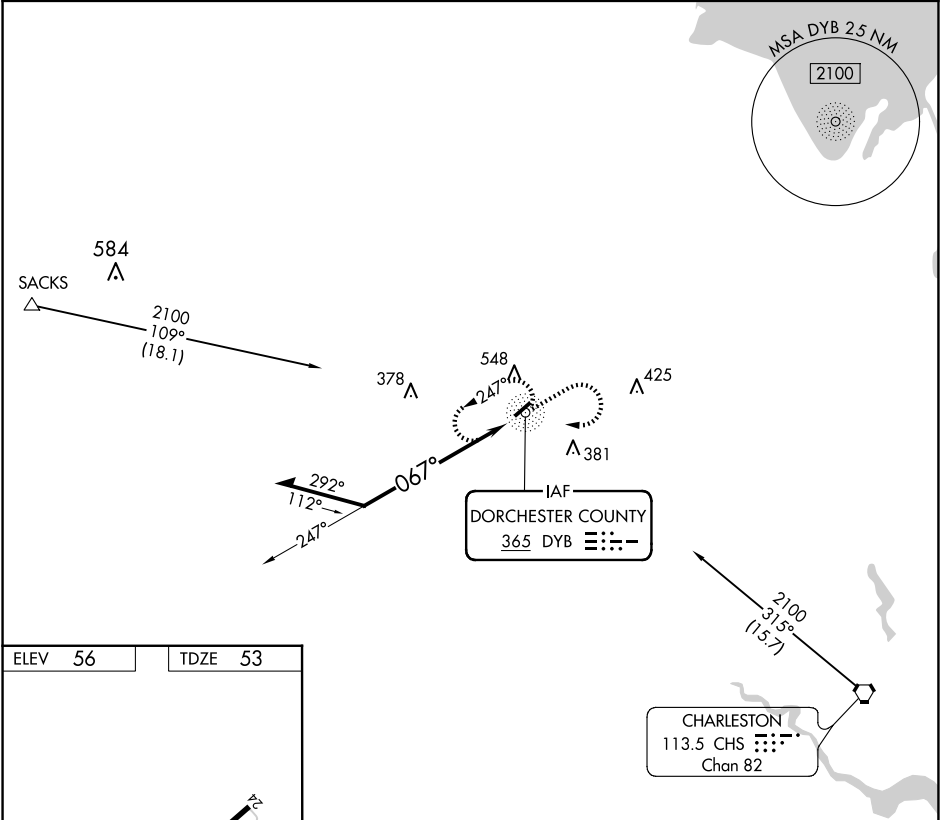 MSA DYB 25 NM
2100
584
SACKS
2100
109°
(18.1)
378
548
425
247°
381
067°
292°
112°
247°
IAF
DORCHESTER COUNTY
365 DYB
2100
315°
(15.7)
ELEV 56
TDZE 53
CHARLESTON
113.5 CHS
Chan 82
24